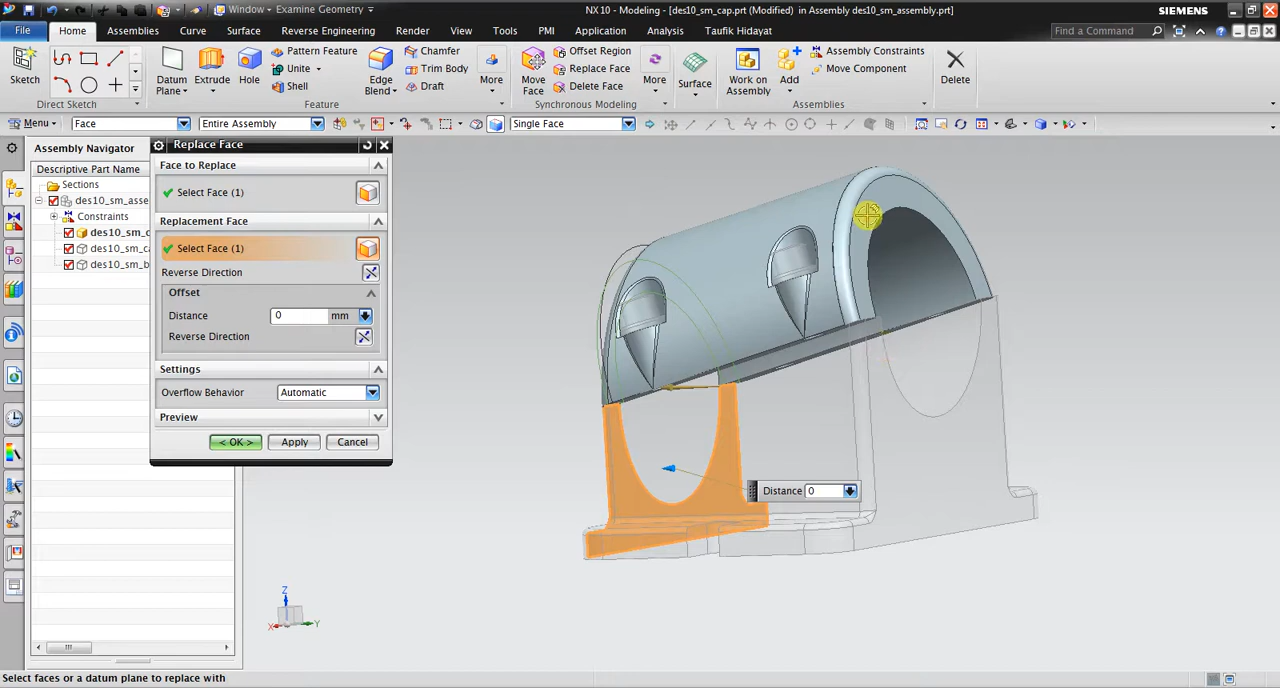 Window
Examine Geometry
NX 10 - Modeling - [des10_sm_cap.prt (Modified) in Assembly des10_sm_assembly.prt]
SIEMENS
File
Home
Assemblies
Curve
Surface
Reverse Engineering
Render
View
Tools
PMI
Application
Analysis
Taufik Hidayat
Find a Command
Sketch
Direct Sketch
Datum Plane
Extrude
Hole
Pattern Feature
Unite
Shell
Edge Blend
Chamfer
Trim Body
Draft
More
Feature
Move Face
Offset Region
Replace Face
Delete Face
More
Synchronous Modeling
Surface
Work on Assembly
Add
Assembly Constraints
Move Component
Assemblies
Delete
Menu
Face
Entire Assembly
Single Face
Assembly Navigator
Descriptive Part Name
Sections
des10_sm_asse
Constraints
des10_sm_c
des10_sm_ca
des10_sm_b
Replace Face
Face to Replace
Select Face (1)
Replacement Face
Select Face (1)
Reverse Direction
Offset
Distance
0
mm
Reverse Direction
Settings
Overflow Behavior
Automatic
Preview
< OK >
Apply
Cancel
Distance 0
Z
X
Y
Select faces or a datum plane to replace with